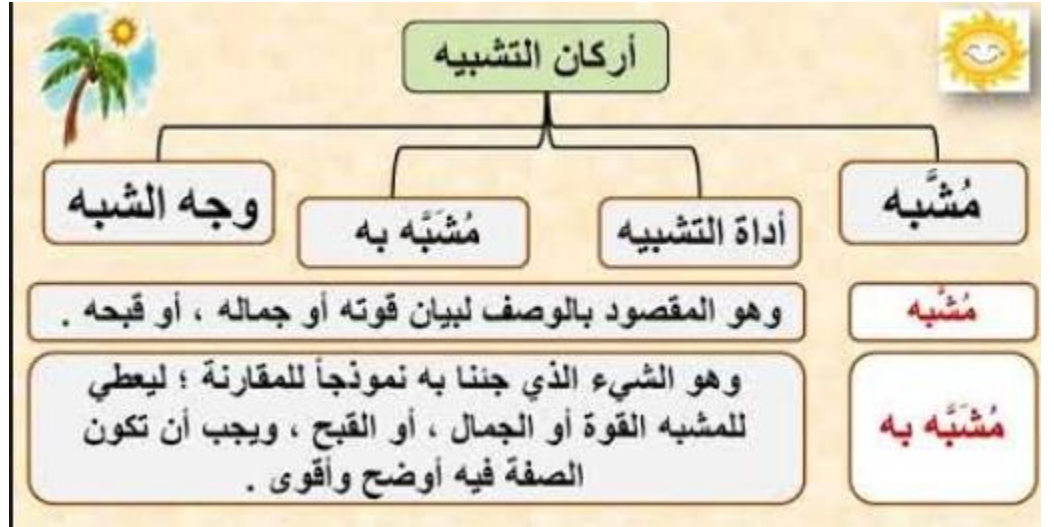 أركان التشبيه
مُشَبَّه
أداة التشبيه
مُشَبَّه به
وجه الشبه
مُشَبَّه
وهو المقصود بالوصف لبيان قوته أو جماله ، أو قبحه .
مُشَبَّه به
وهو الشيء الذي جئنا به نموذجاً للمقارنة ؛ ليعطي
للمشبه القوة أو الجمال ، أو القبح ، ويجب أن تكون
الصفة فيه أوضح وأقوى .